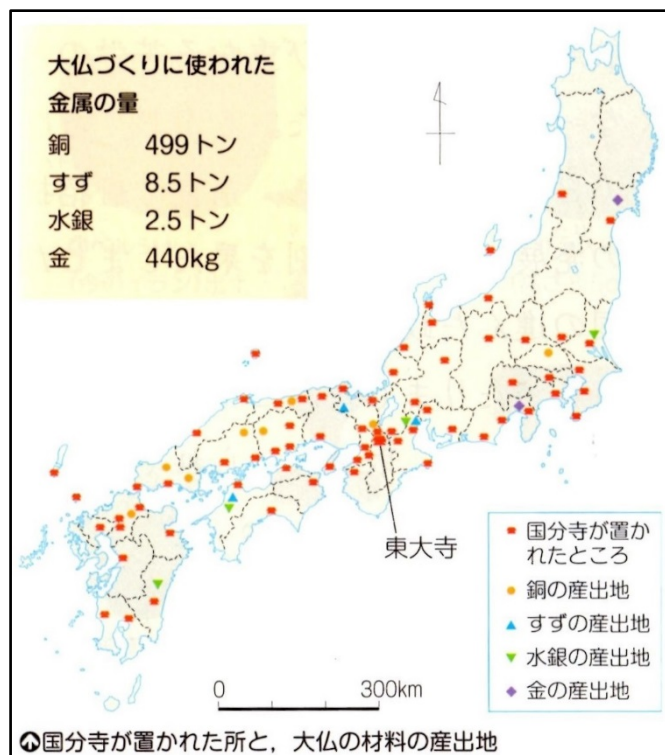 大仏づくりに使われた
金属の量
銅 499トン
すず 8.5トン
水銀 2.5トン
金 440kg
東大寺
国分寺が置か
れたところ
銅の産出地
すずの産出地
水銀の産出地
金の産出地
0 300km
国分寺が置かれた所と，大仏の材料の産出地